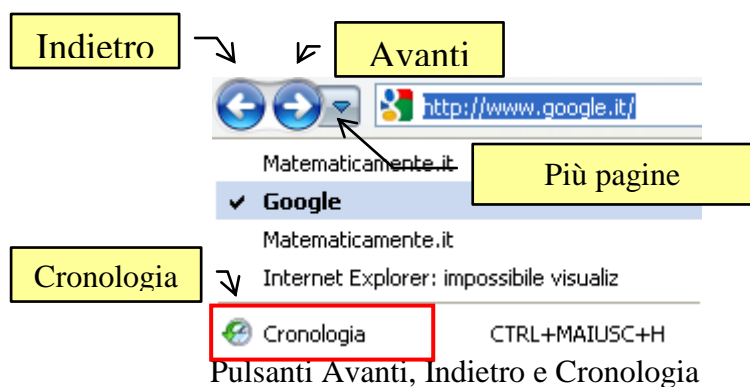 Indietro
Avanti
http://www.google.it/
Matematicamente.it
Più pagine
Google
Matematicamente.it
Cronologia
Internet Explorer: impossibile visualiz
Cronologia CTRL+MAIUSC+H
Pulsanti Avanti, Indietro e Cronologia